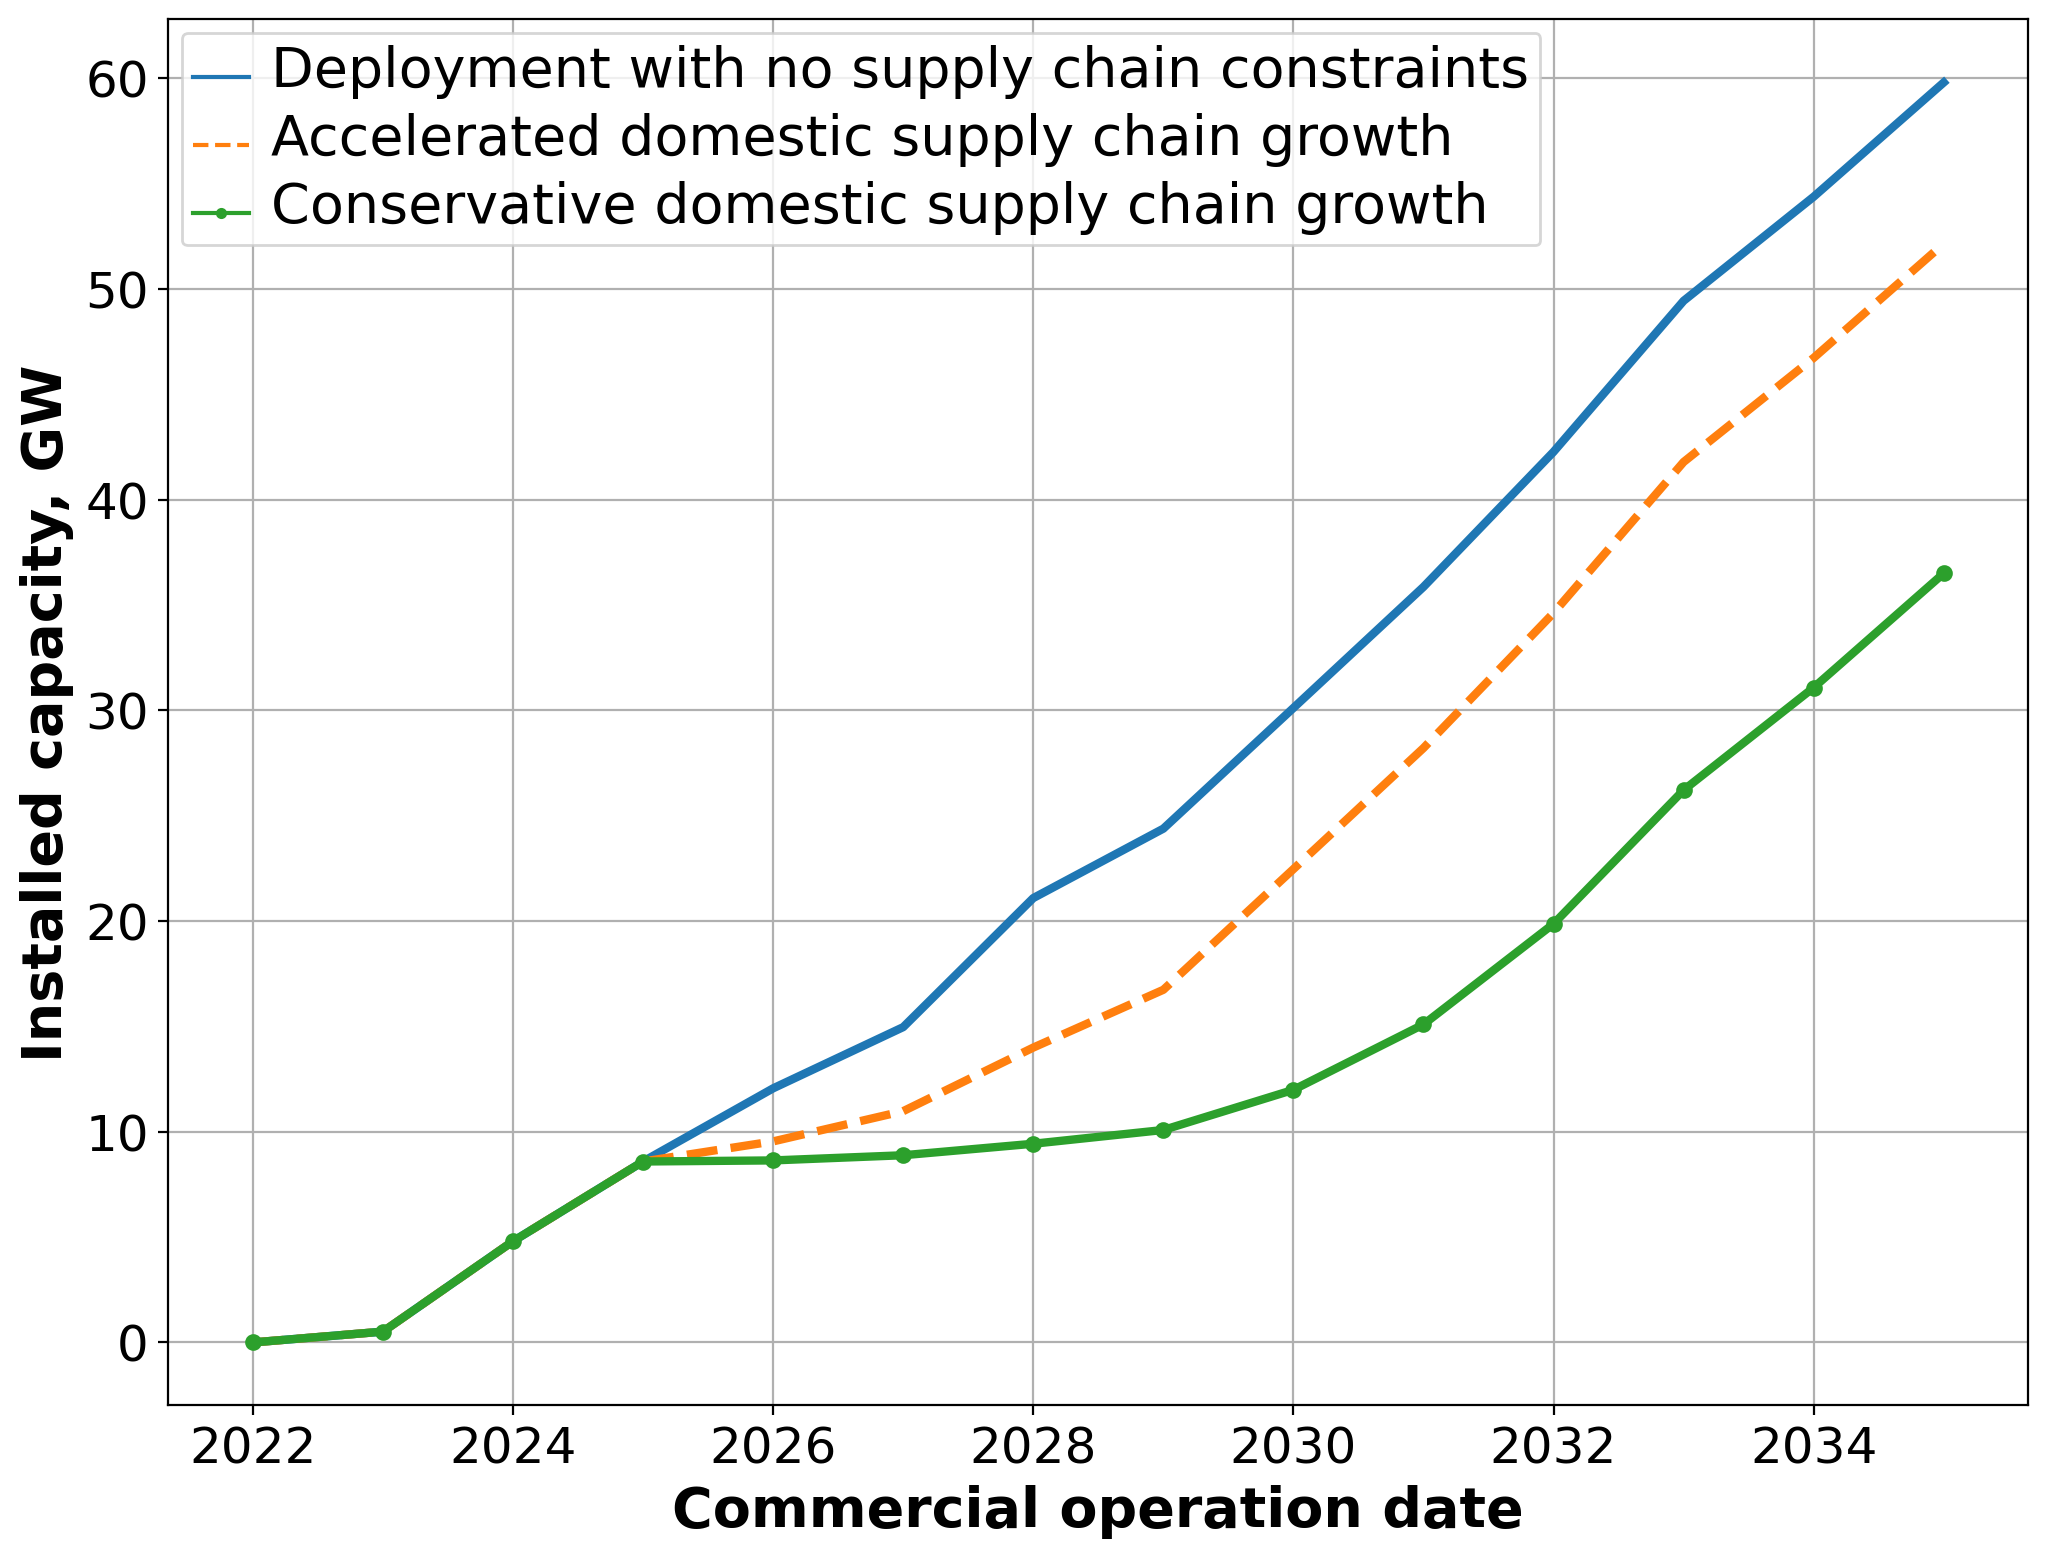 Deployment with no supply chain constraints
Accelerated domestic supply chain growth
Conservative domestic supply chain growth
60
50
40
30
20
10
0
Installed capacity, GW
2022 2024 2026 2028 2030 2032 2034
Commercial operation date